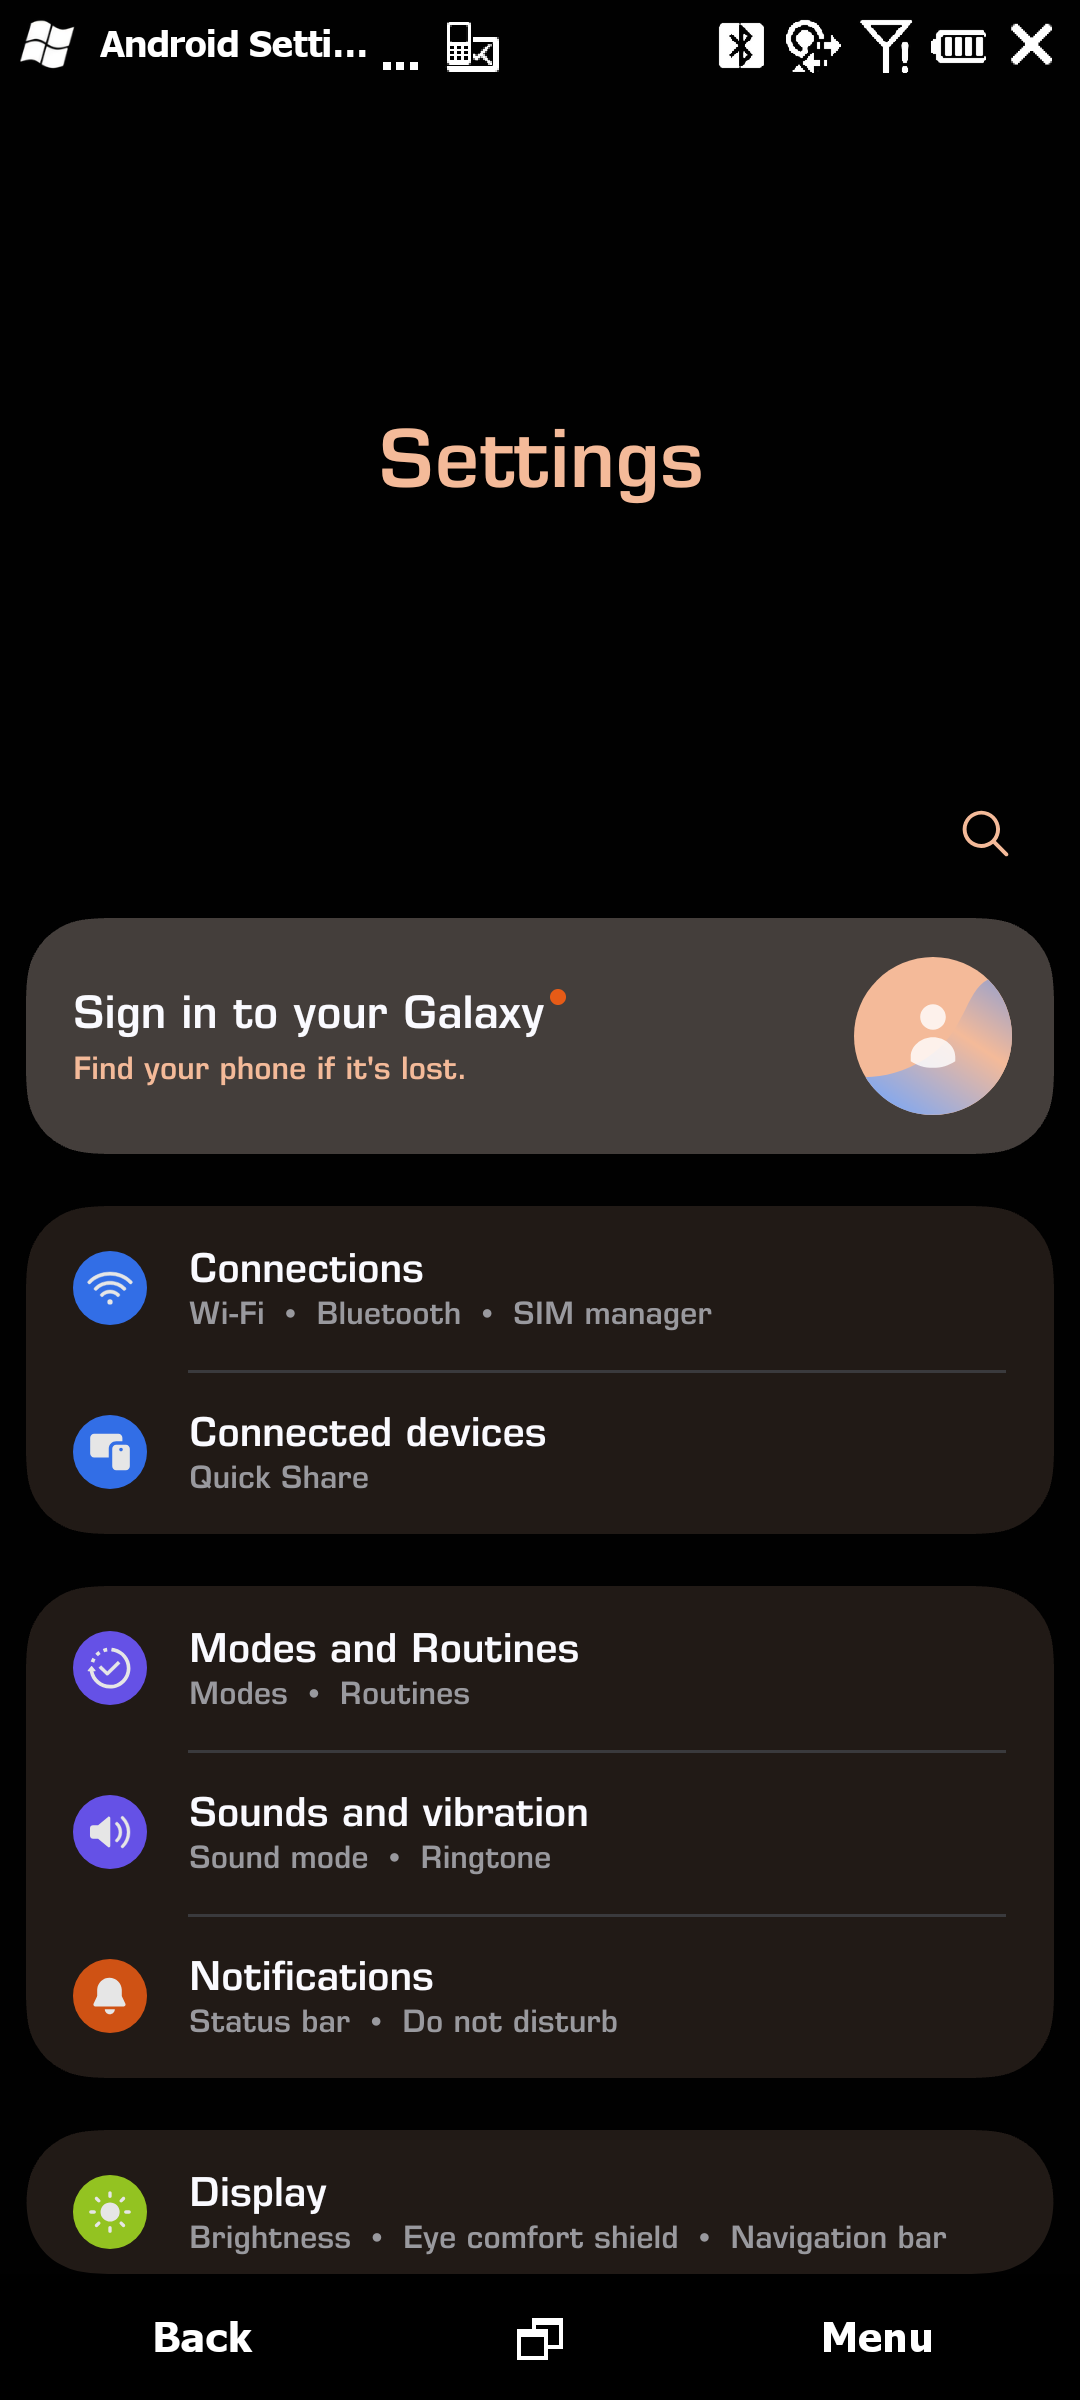 Android Setti... ...
Settings
Sign in to your Galaxy
Find your phone if it's lost.
Connections
Wi-Fi • Bluetooth • SIM manager
Connected devices
Quick Share
Modes and Routines
Modes • Routines
Sounds and vibration
Sound mode • Ringtone
Notifications
Status bar • Do not disturb
Display
Brightness • Eye comfort shield • Navigation bar
Back Menu